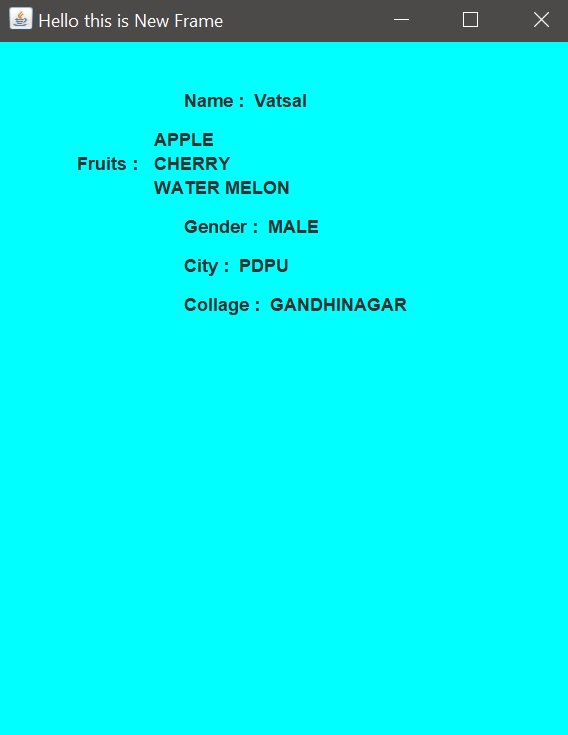 Hello this is New Frame
Name : Vatsal
APPLE
Fruits : CHERRY
WATER MELON
Gender : MALE
City : PDPU
Collage : GANDHINAGAR